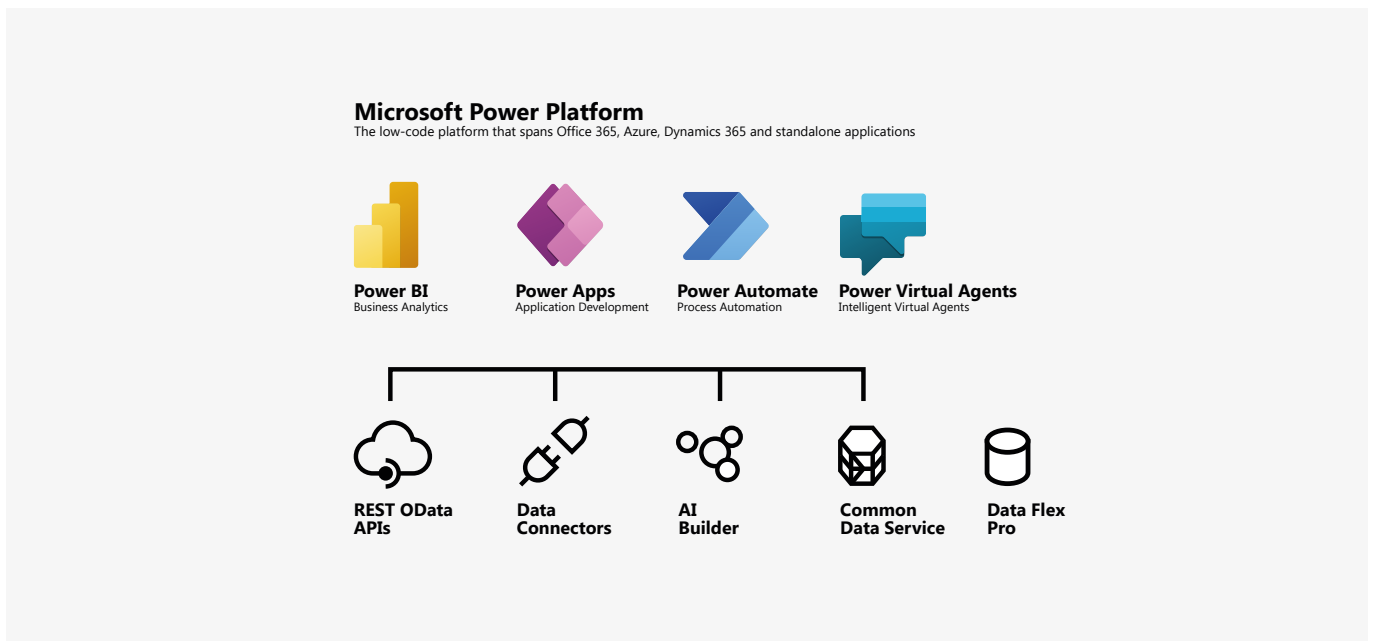 Microsoft Power Platform
The low-code platform that spans Office 365, Azure, Dynamics 365 and standalone applications
Power BI
Business Analytics
Power Apps
Application Development
Power Automate
Process Automation
Power Virtual Agents
Intelligent Virtual Agents
REST OData
APIs
Data
Connectors
AI
Builder
Common
Data Service
Data Flex
Pro